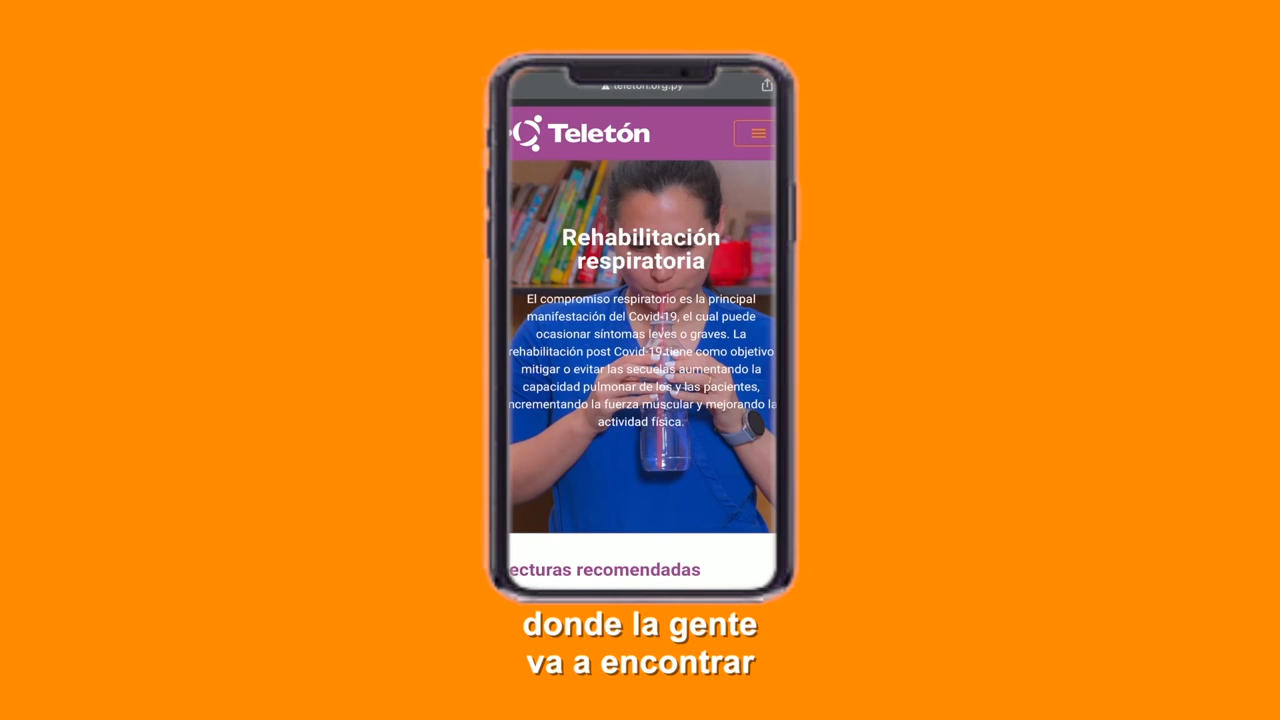 teleton.org.py
Teletón
Rehabilitación
respiratoria
El compromiso respiratorio es la principal
manifestación del Covid-19, el cual puede
ocasionar síntomas leves o graves. La
rehabilitación post Covid-19 tiene como objetivo
mitigar o evitar las secuelas aumentando la
capacidad pulmonar de los y las pacientes,
ncrementando la fuerza muscular y mejorando la
actividad física.
ecturas recomendadas
donde la gente
va a encontrar